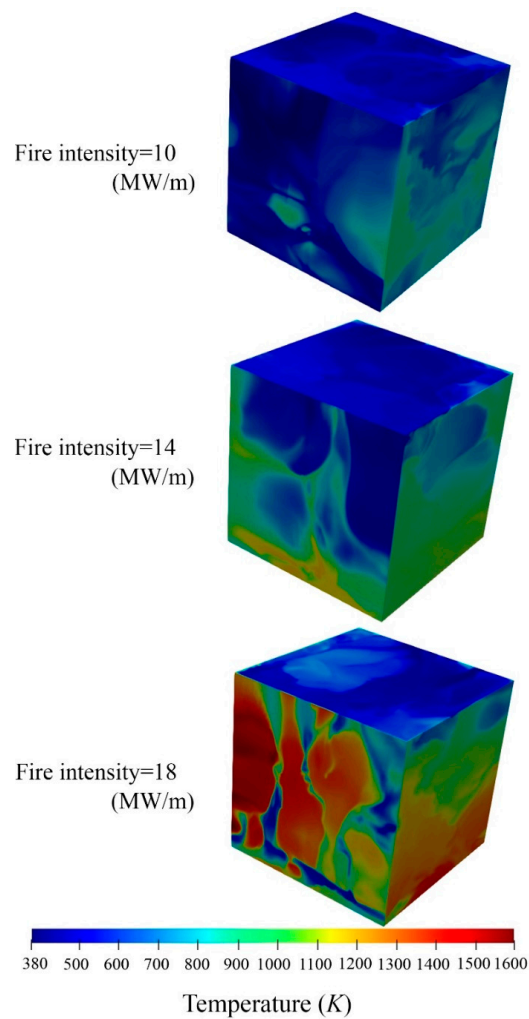 Fire intensity=10
(MW/m)
Fire intensity=14
(MW/m)
Fire intensity=18
(MW/m)
380 500 600 700 800 900 1000 1100 1200 1300 1400 1500 1600
Temperature (K)